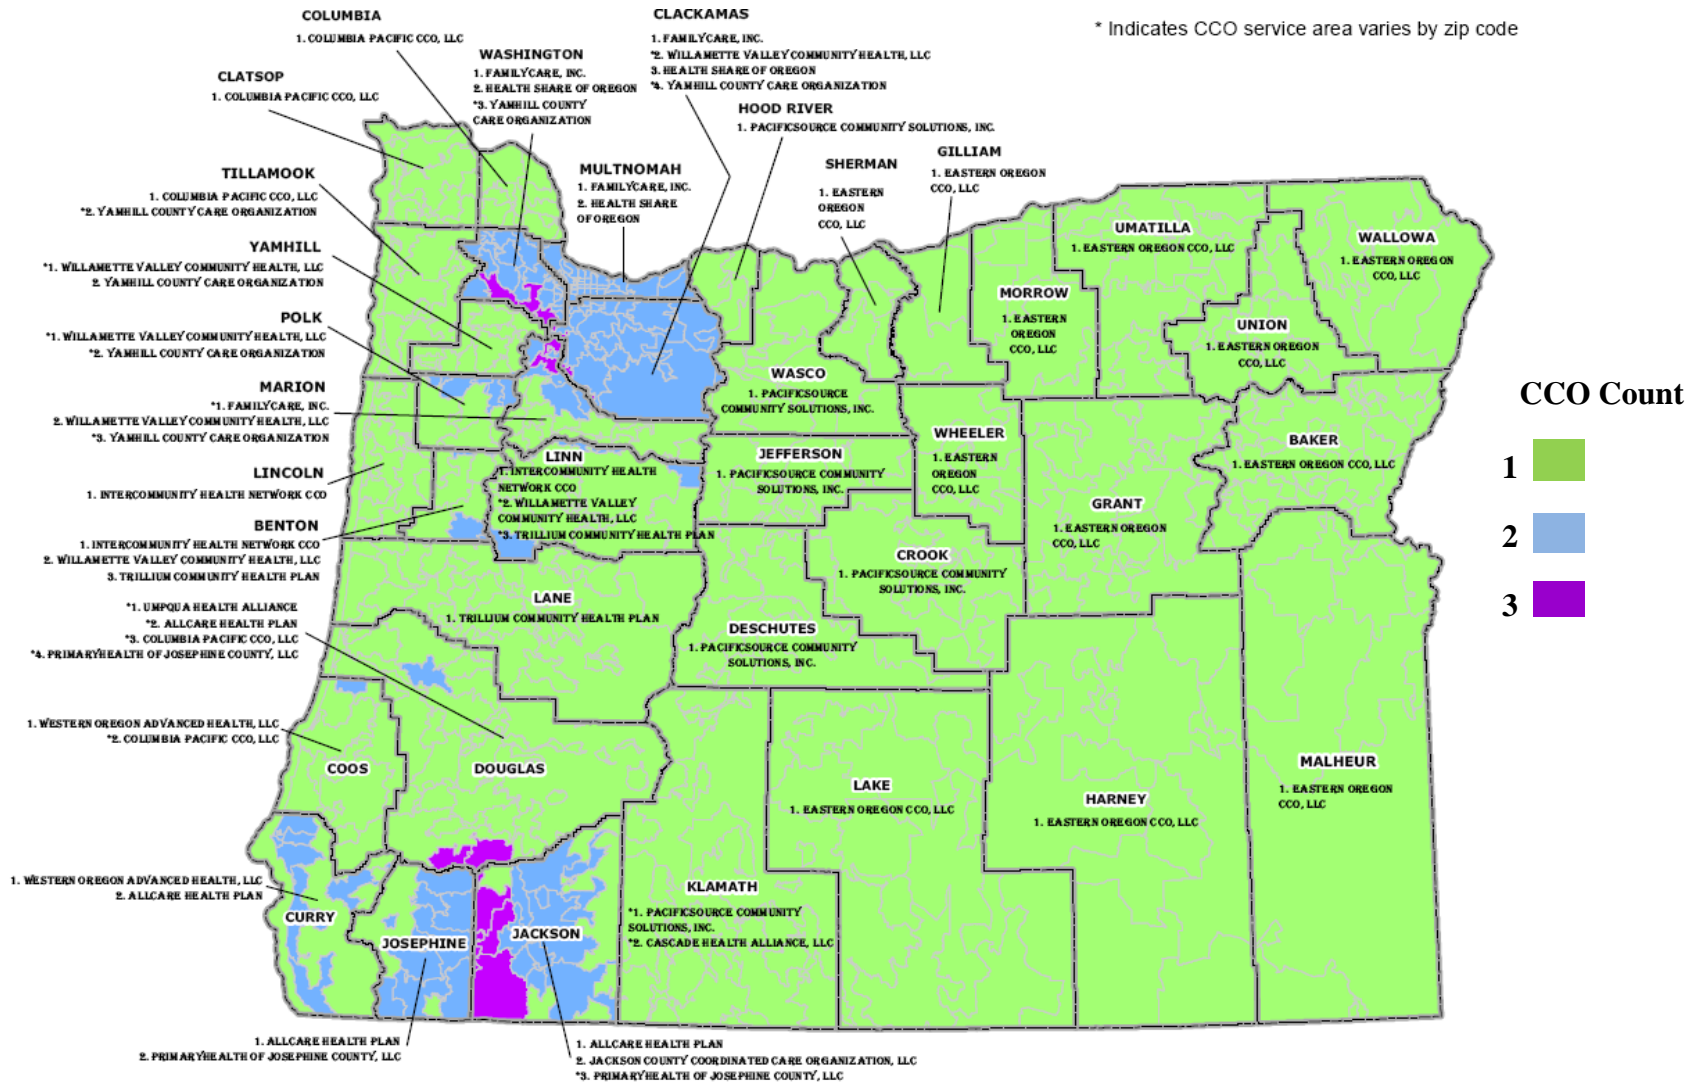 COLUMBIA
1. COLUMBIA PACIFIC CCO, LLC
CLACKAMAS
1. FAMILYCARE, INC.
*2. WILLAMETTE VALLEY COMMUNITY HEALTH, LLC
3. HEALTH SHARE OF OREGON
*4. YAMHILL COUNTY CARE ORGANIZATION
* Indicates CCO service area varies by zip code
WASHINGTON
1. FAMILYCARE, INC.
2. HEALTH SHARE OF OREGON
*3. YAMHILL COUNTY
CARE ORGANIZATION
CLATSOP
1. COLUMBIA PACIFIC CCO, LLC
HOOD RIVER
1. PACIFICSOURCE COMMUNITY SOLUTIONS, INC.
MULTNOMAH
1. FAMILYCARE, INC.
2. HEALTH SHARE
OF OREGON
SHERMAN
1. EASTERN
OREGON
CCO, LLC
GILLIAM
1. EASTERN OREGON
CCO, LLC
TILLAMOOK
1. COLUMBIA PACIFIC CCO, LLC
*2. YAMHILL COUNTY CARE ORGANIZATION
UMATILLA
1. EASTERN OREGON CCO, LLC
WALLOWA
1. EASTERN OREGON
CCO, LLC
YAMHILL
*1. WILLAMETTE VALLEY COMMUNITY HEALTH, LLC
2. YAMHILL COUNTY CARE ORGANIZATION
MORROW
1. EASTERN
OREGON
CCO, LLC
UNION
1. EASTERN OREGON
CCO, LLC
POLK
*1. WILLAMETTE VALLEY COMMUNITY HEALTH, LLC
*2. YAMHILL COUNTY CARE ORGANIZATION
WASCO
1. PACIFICSOURCE
COMMUNITY SOLUTIONS, INC.
MARION
*1. FAMILYCARE, INC.
2. WILLAMETTE VALLEY COMMUNITY HEALTH, LLC
*3. YAMHILL COUNTY CARE ORGANIZATION
CCO Count
1
2
3
WHEELER
1. EASTERN
OREGON
CCO, LLC
BAKER
1. EASTERN OREGON CCO, LLC
LINN
1. INTERCOMMUNITY HEALTH
NETWORK CCO
*2. WILLAMETTE VALLEY
COMMUNITY HEALTH, LLC
*3. TRILLIUM COMMUNITY HEALTH PLAN
JEFFERSON
1. PACIFICSOURCE COMMUNITY
SOLUTIONS, INC.
LINCOLN
1. INTERCOMMUNITY HEALTH NETWORK CCO
GRANT
1. EASTERN OREGON
CCO, LLC
BENTON
1. INTERCOMMUNITY HEALTH NETWORK CCO
2. WILLAMETTE VALLEY COMMUNITY HEALTH, LLC
3. TRILLIUM COMMUNITY HEALTH PLAN
CROOK
1. PACIFICSOURCE COMMUNITY
SOLUTIONS, INC.
LANE
1. TRILLIUM COMMUNITY HEALTH PLAN
*1. UMPQUA HEALTH ALLIANCE
*2. ALLCARE HEALTH PLAN
*3. COLUMBIA PACIFIC CCO, LLC
*4. PRIMARYHEALTH OF JOSEPHINE COUNTY, LLC
DESCHUTES
1. PACIFICSOURCE COMMUNITY
SOLUTIONS, INC.
1. WESTERN OREGON ADVANCED HEALTH, LLC
*2. COLUMBIA PACIFIC CCO, LLC
COOS
DOUGLAS
LAKE
1. EASTERN OREGON CCO, LLC
HARNEY
1. EASTERN OREGON CCO, LLC
MALHEUR
1. EASTERN OREGON
CCO, LLC
1. WESTERN OREGON ADVANCED HEALTH, LLC
2. ALLCARE HEALTH PLAN
CURRY
KLAMATH
*1. PACIFICSOURCE COMMUNITY
SOLUTIONS, INC.
*2. CASCADE HEALTH ALLIANCE, LLC
JOSEPHINE
JACKSON
1. ALLCARE HEALTH PLAN
2. PRIMARYHEALTH OF JOSEPHINE COUNTY, LLC
1. ALLCARE HEALTH PLAN
2. JACKSON COUNTY COORDINATED CARE ORGANIZATION, LLC
*3. PRIMARYHEALTH OF JOSEPHINE COUNTY, LLC